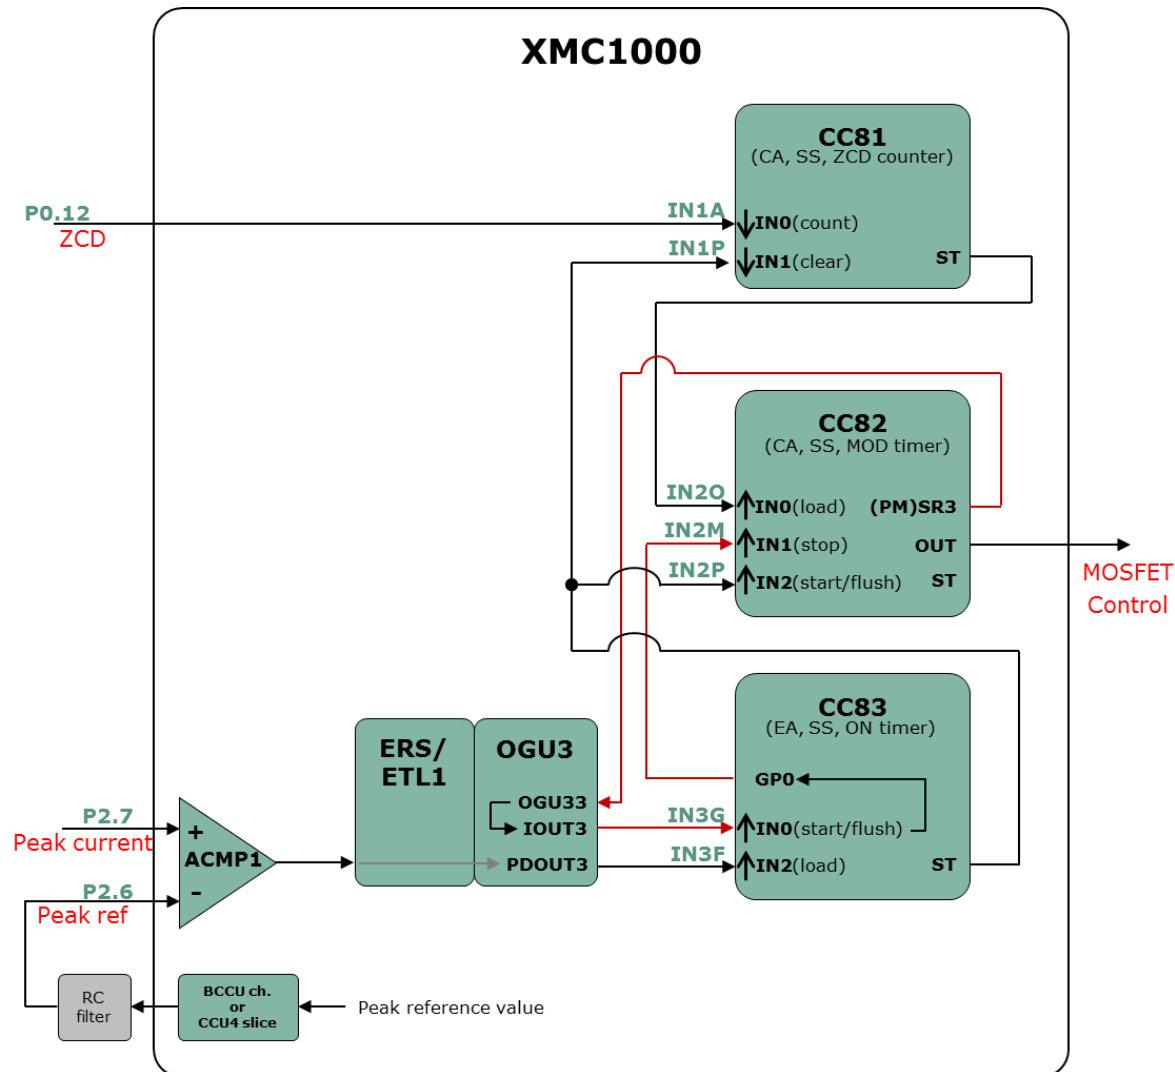 XMC1000
CC81
(CA, SS, ZCD counter)
P0.12
ZCD
IN1A
IN0(count)
IN1P
IN1(clear)
ST
CC82
(CA, SS, MOD timer)
IN2O
IN0(load)
(PM)SR3
IN2M
IN1(stop)
OUT
IN2P
IN2(start/flush)
ST
MOSFET
Control
CC83
(EA, SS, ON timer)
GP0
IN3G
IN0(start/flush)
IN3F
IN2(load)
ST
ERS/
ETL1
OGU3
OGU33
IOUT3
PDOUT3
P2.7
Peak current
+
ACMP1
-
P2.6
Peak ref
RC
filter
BCCU ch.
or
CCU4 slice
Peak reference value